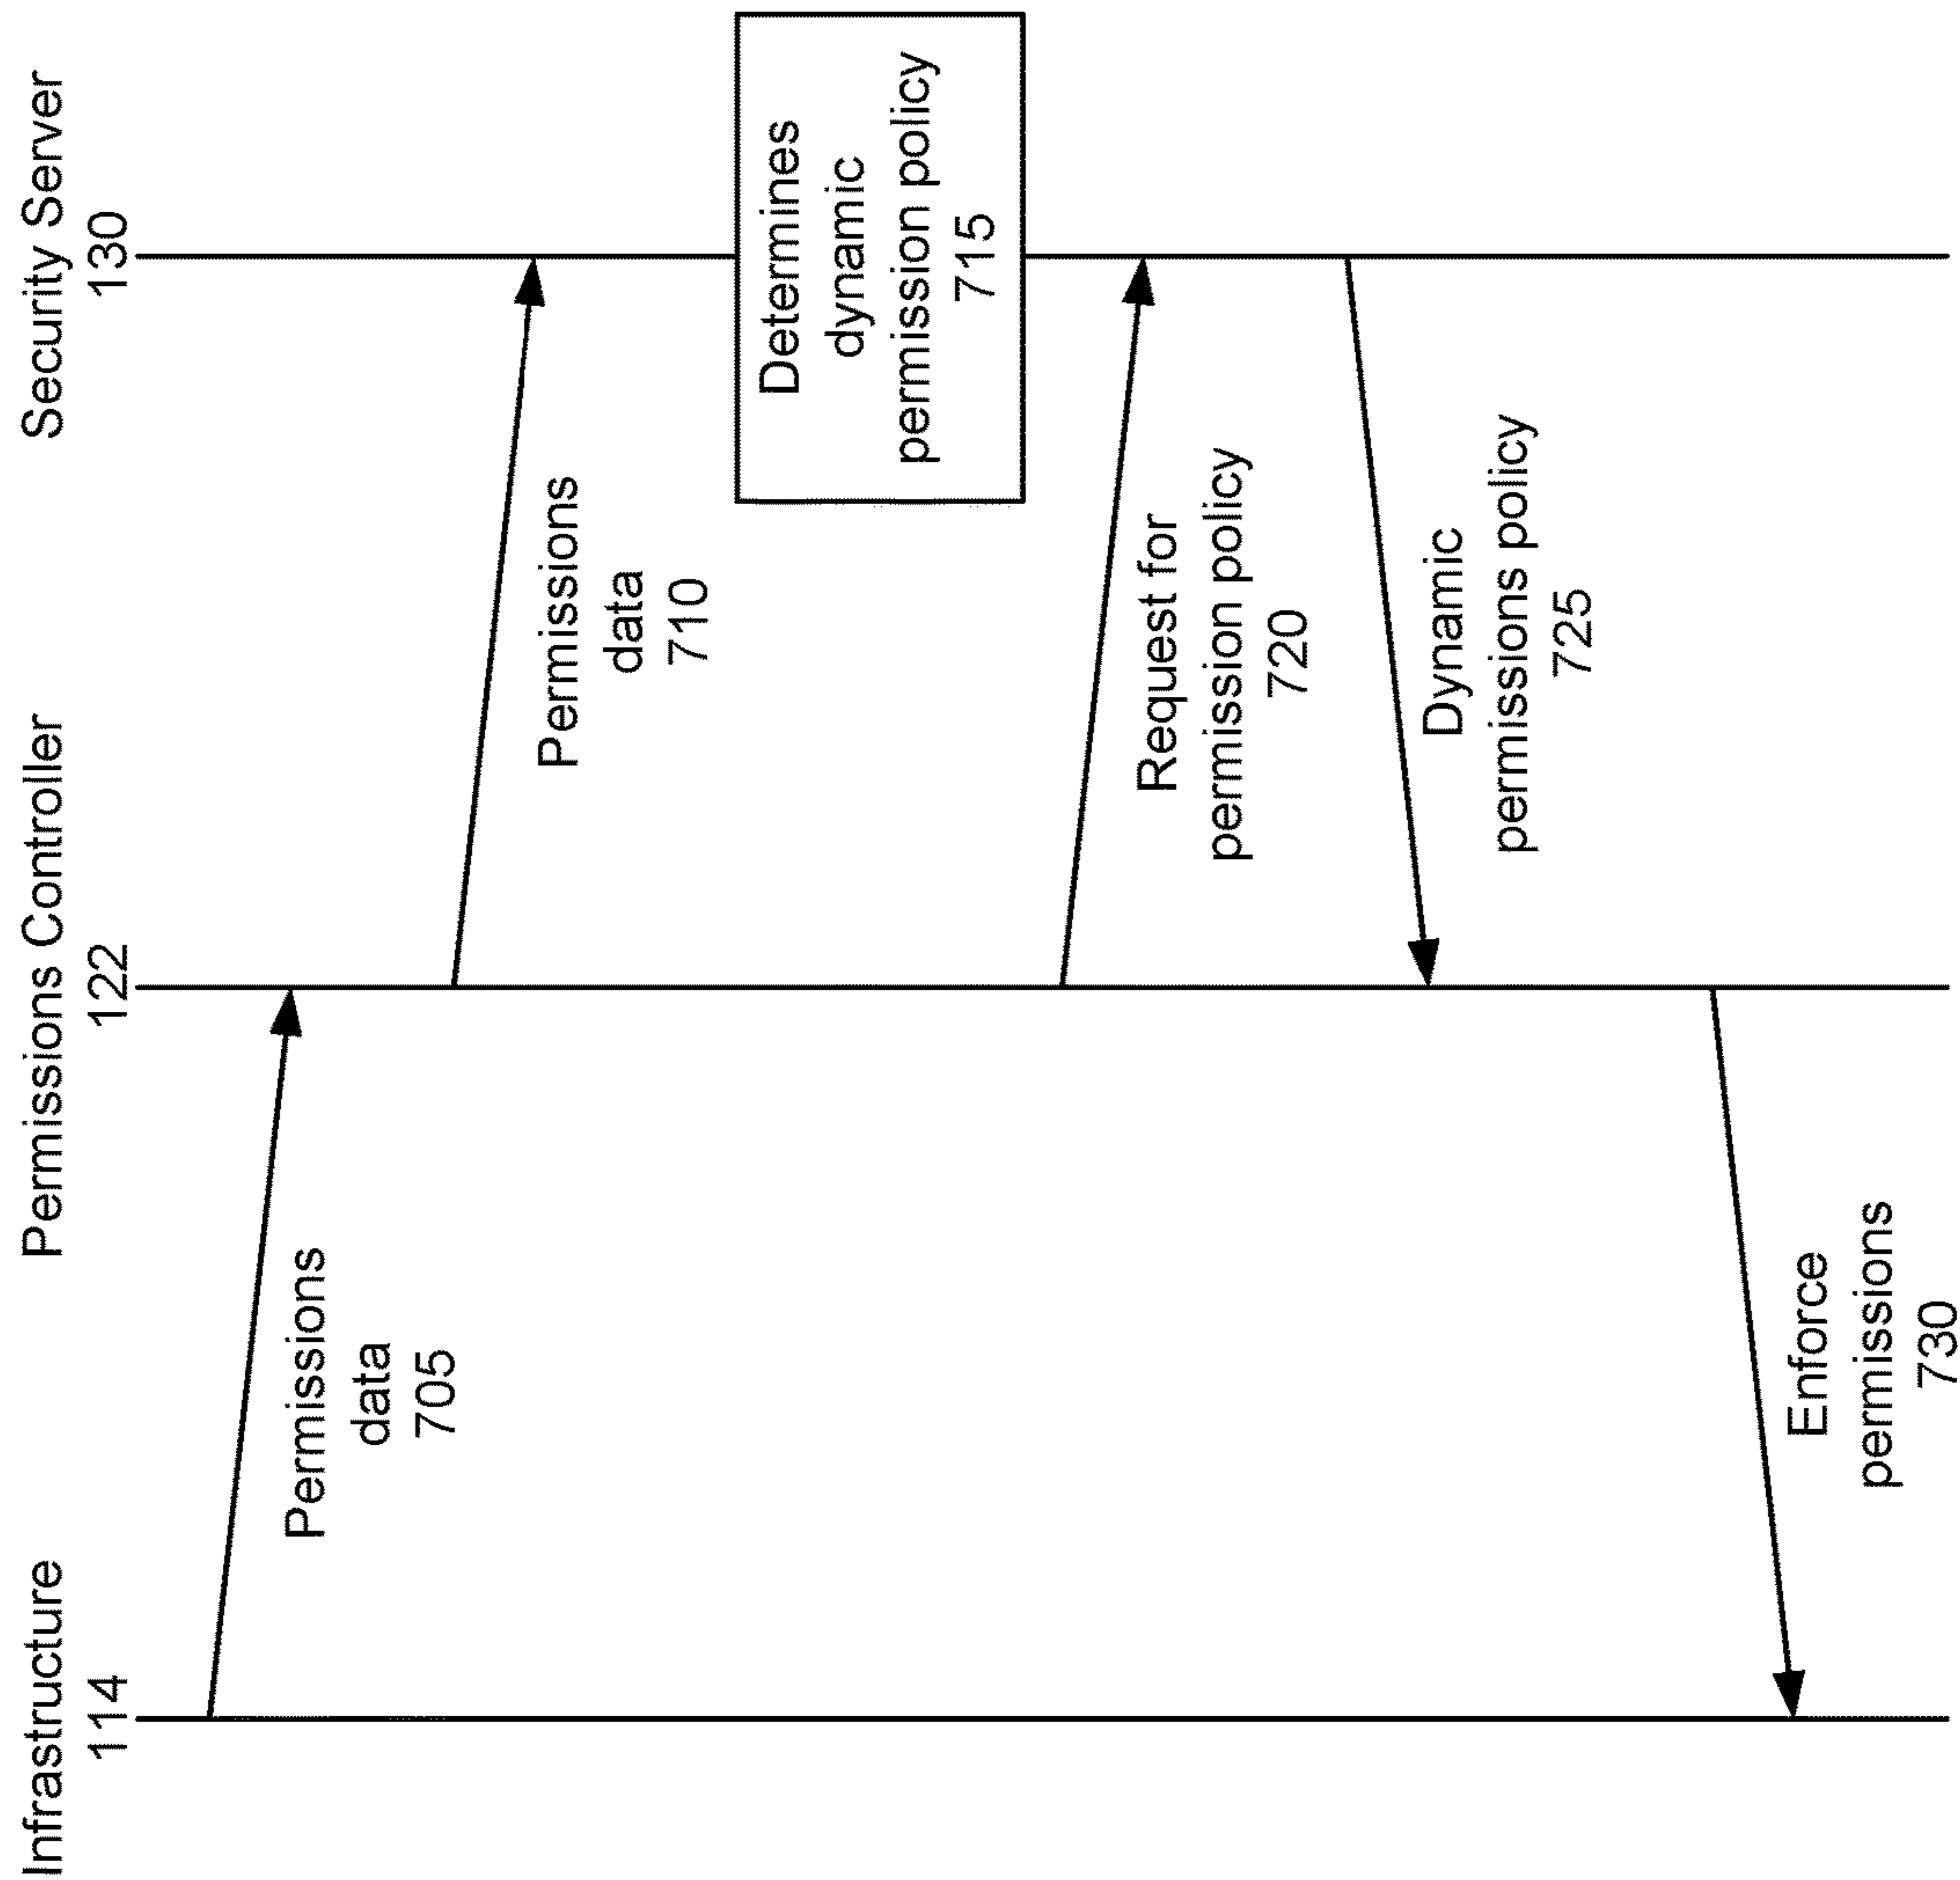 Infrastructure
114
Permissions Controller
122
Security Server
130
Permissions
data
705
Permissions
data
710
Determines
dynamic
permission policy
715
Request for
permission policy
720
Dynamic
permissions policy
725
Enforce
permissions
730